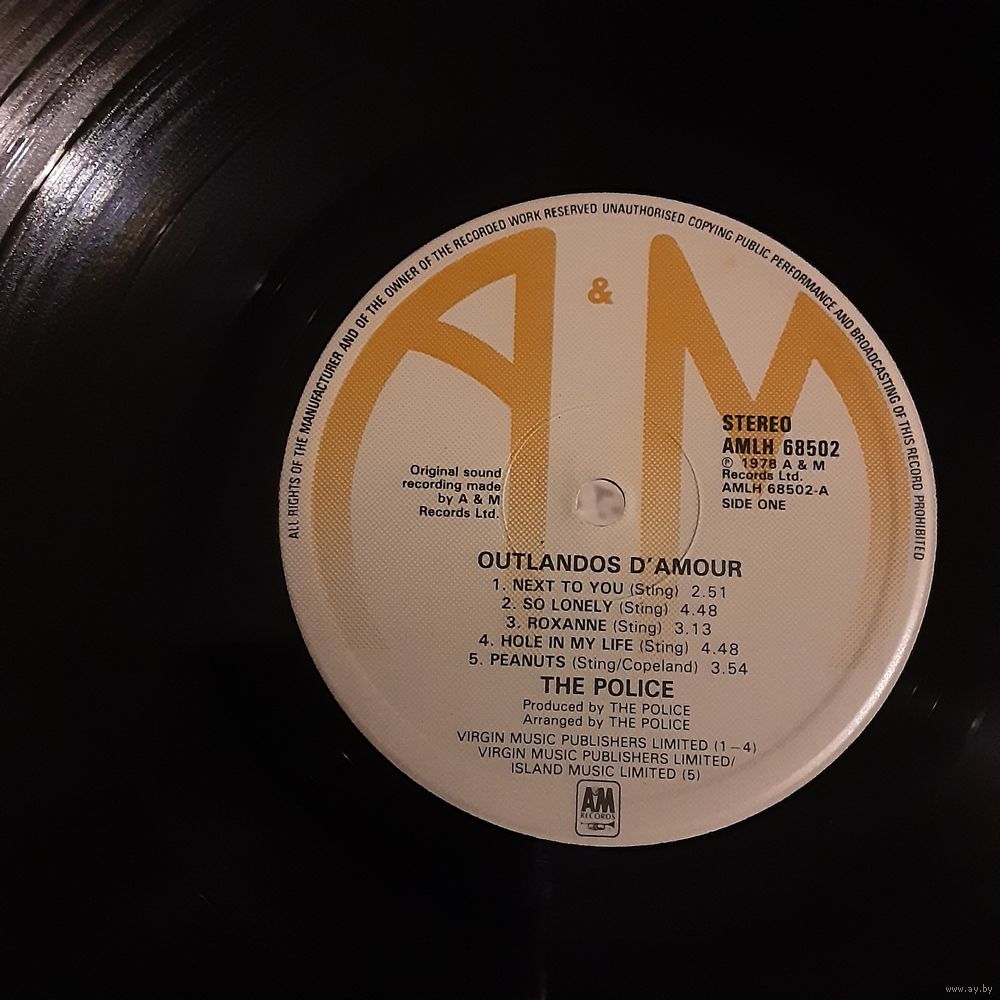 ALL RIGHTS OF THE MANUFACTURER AND OF THE OWNER OF THE RECORDED WORK RESERVED UNAUTHORISED COPYING PUBLIC PERFORMANCE AND BROADCASTING OF THIS RECORD PROHIBITED
A & M
STEREO
AMLH 68502
℗ 1978 A & M
Records Ltd.
AMLH 68502-A
SIDE ONE
Original sound
recording made
by A & M
Records Ltd.
OUTLANDOS D'AMOUR
1. NEXT TO YOU (Sting) 2.51
2. SO LONELY (Sting) 4.48
3. ROXANNE (Sting) 3.13
4. HOLE IN MY LIFE (Sting) 4.48
5. PEANUTS (Sting/Copeland) 3.54
THE POLICE
Produced by THE POLICE
Arranged by THE POLICE
VIRGIN MUSIC PUBLISHERS LIMITED (1–4)
VIRGIN MUSIC PUBLISHERS LIMITED/
ISLAND MUSIC LIMITED (5)
A&M
RECORDS
www.ay.by